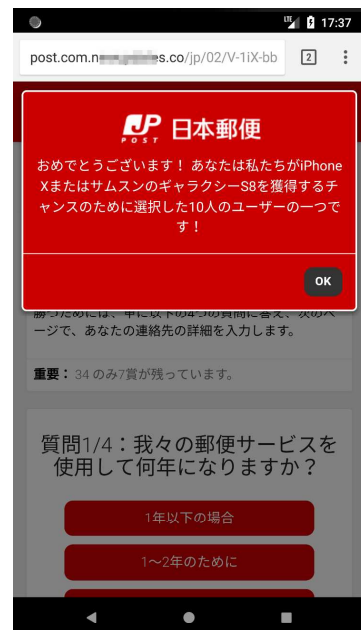 LTE 17:37
post.com.n s.co/jp/02/V-1iX-bb 2
JP POST 日本郵便
おめでとうございます！ あなたは私たちがiPhone
XまたはサムスンのギャラクシーS8を獲得するチ
ャンスのために選択した10人のユーザーの一つで
す！
OK
勝つためには、単に以下の4つの質問に答え、次のペ
ージで、あなたの連絡先の詳細を入力します。
重要： 34 のみ7賞が残っています。
質問1/4：我々の郵便サービスを
使用して何年になりますか？
1年以下の場合
1〜2年のために